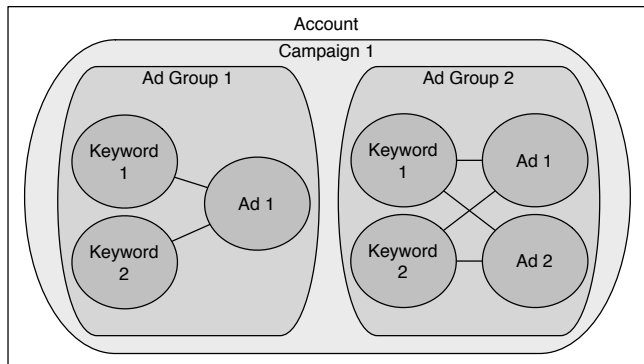 Account
Campaign 1
Ad Group 1
Keyword
1
Keyword
2
Ad 1
Ad Group 2
Keyword
1
Keyword
2
Ad 1
Ad 2